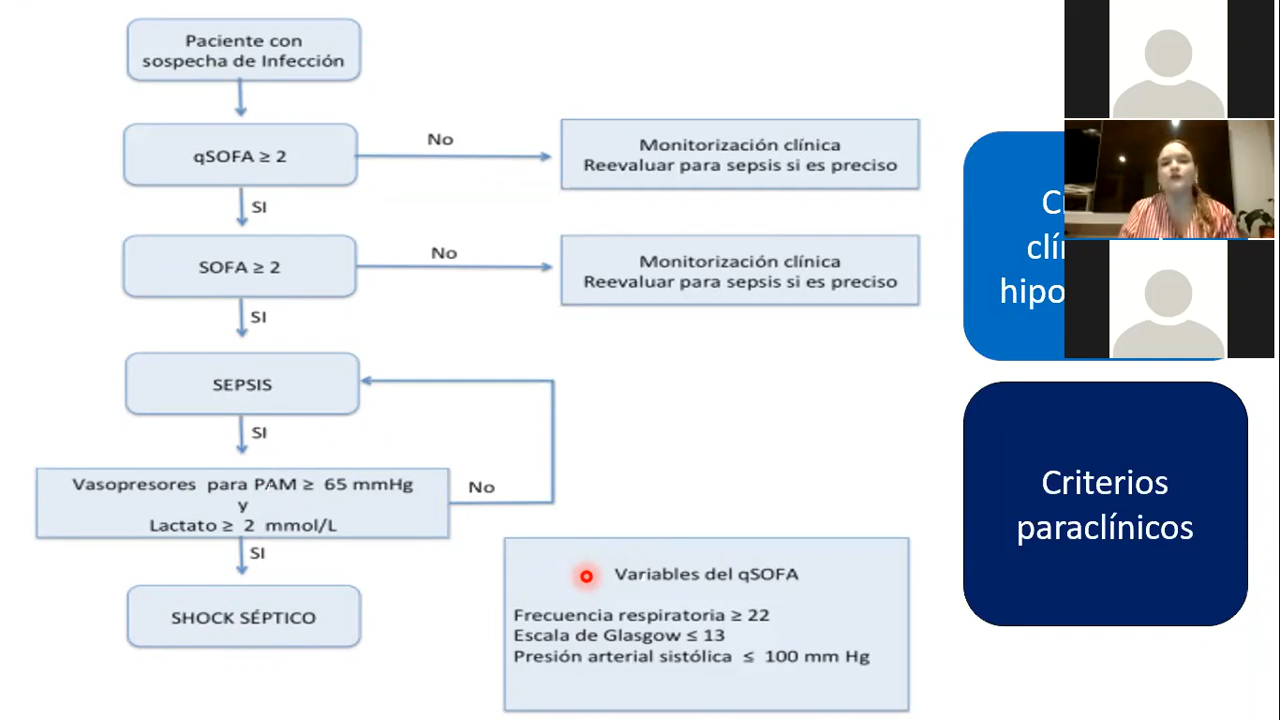 Paciente con
sospecha de Infección
qSOFA ≥ 2
No
Monitorización clínica
Reevaluar para sepsis si es preciso
SI
SOFA ≥ 2
No
Monitorización clínica
Reevaluar para sepsis si es preciso
SI
SEPSIS
SI
Vasopresores para PAM ≥ 65 mmHg
y
Lactato ≥ 2 mmol/L
No
SI
SHOCK SÉPTICO
Variables del qSOFA
Frecuencia respiratoria ≥ 22
Escala de Glasgow ≤ 13
Presión arterial sistólica ≤ 100 mm Hg
Criterios
paraclínicos